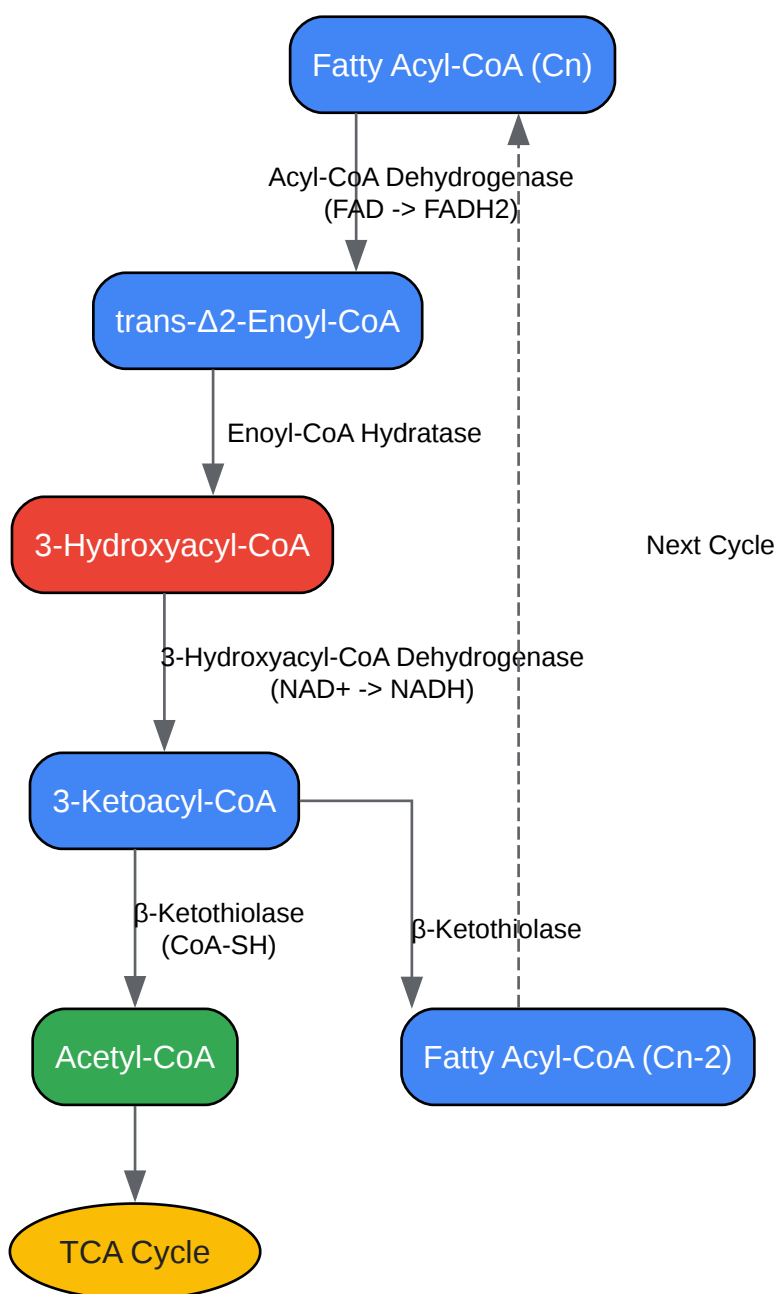 Fatty Acyl-CoA (Cn)
Acyl-CoA Dehydrogenase
(FAD -> FADH2)
trans-Δ2-Enoyl-CoA
Enoyl-CoA Hydratase
3-Hydroxyacyl-CoA
Next Cycle
3-Hydroxyacyl-CoA Dehydrogenase
(NAD+ -> NADH)
3-Ketoacyl-CoA
β-Ketothiolase
(CoA-SH)
β-Ketothiolase
Acetyl-CoA
Fatty Acyl-CoA (Cn-2)
TCA Cycle